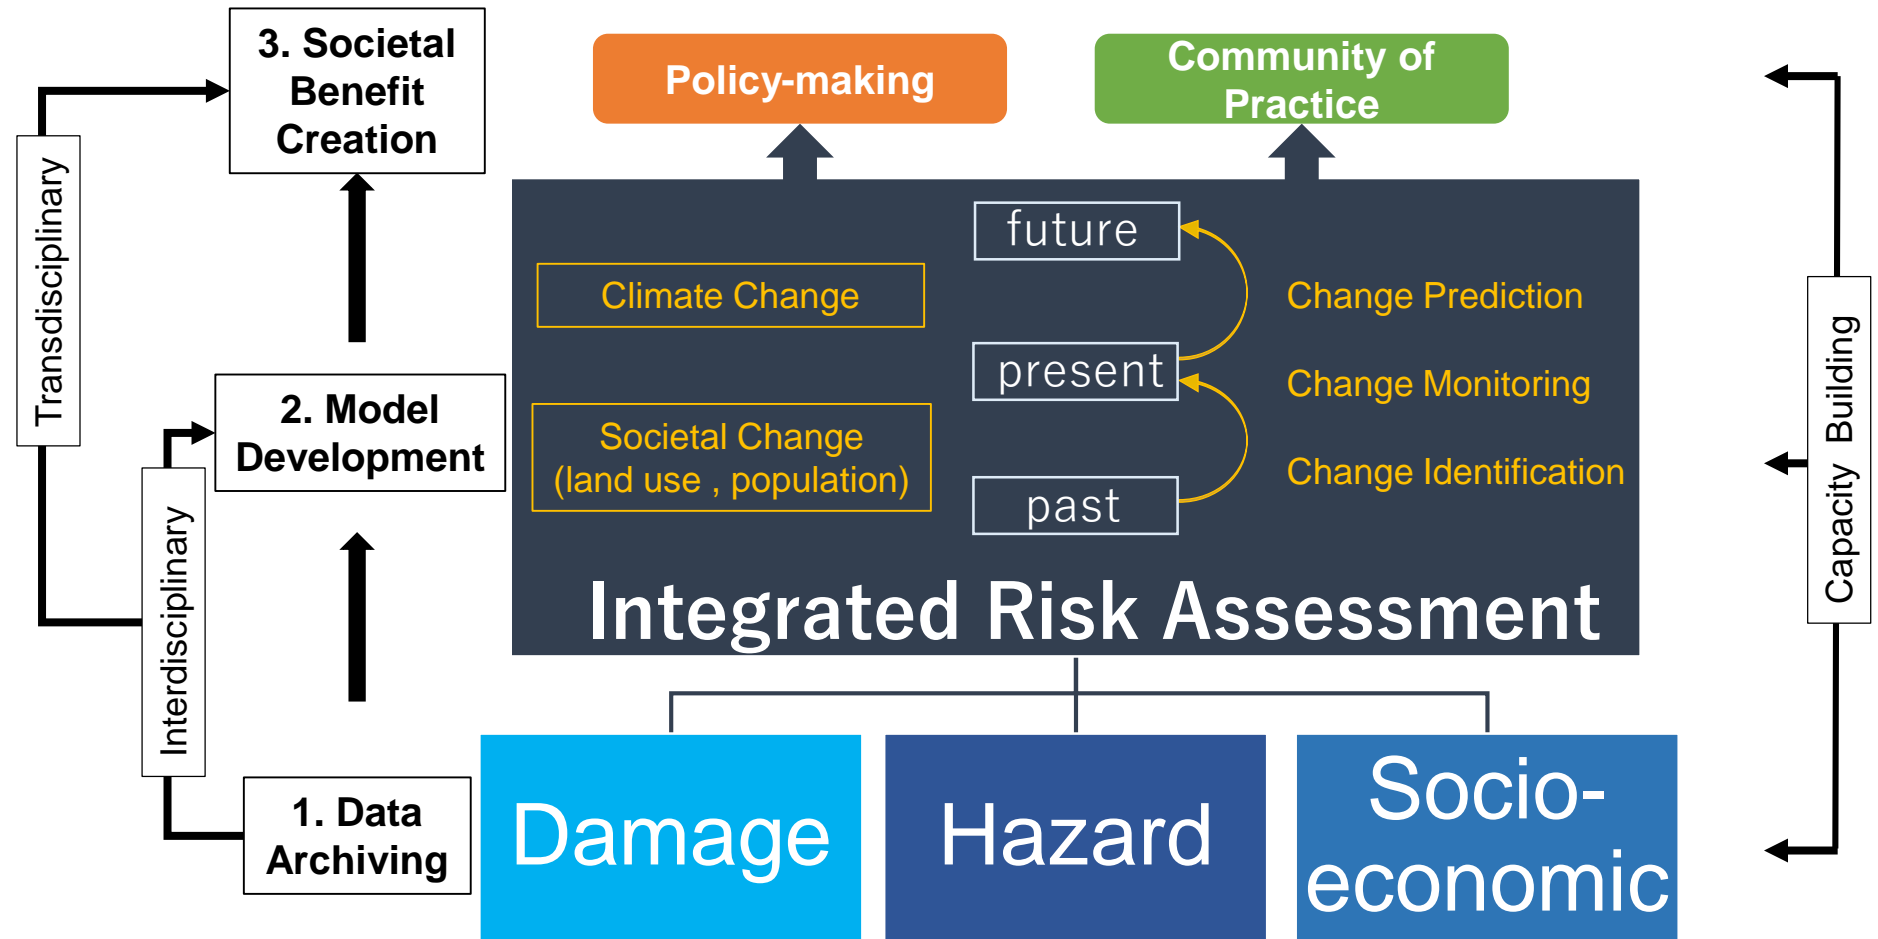 3. Societal
Benefit
Creation
Policy-making
Community of
Practice
Transdisciplinary
future
Climate Change
Change Prediction
present
Change Monitoring
2. Model
Development
Societal Change
(land use , population)
Change Identification
past
Capacity Building
Interdisciplinary
Integrated Risk Assessment
1. Data
Archiving
Damage
Hazard
Socio-
economic